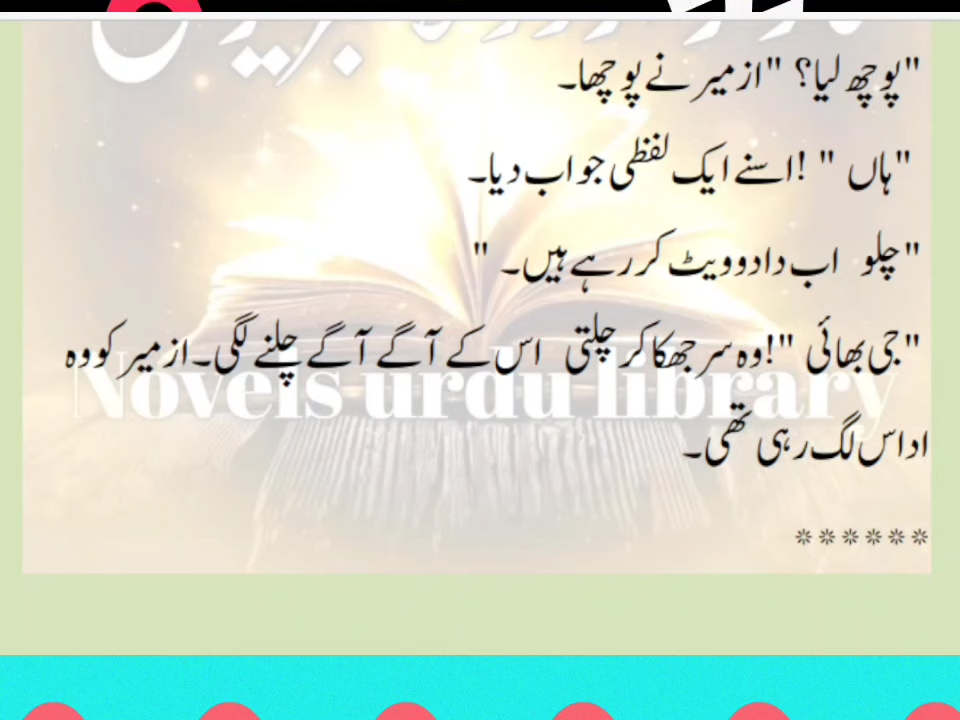 "پوچھ لیا؟ "ازمیر نے پوچھا۔
"ہاں " !اسنے ایک لفظی جواب دیا۔
"چلو اب دادو ویٹ کر رہے ہیں۔ "
"جی بھائی "!وہ سر جھکا کر چلتی اس کے آگے آگے چلنے لگی۔ازمیر کو وہ
اداس لگ رہی تھی۔
******
Novels urdu library